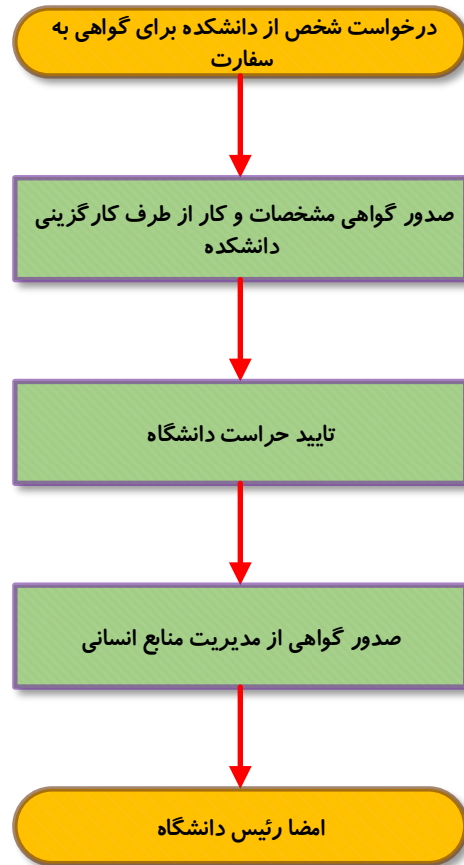 درخواست شخص از دانشکده برای گواهی به
سفارت
صدور گواهی مشخصات و کار از طرف کارگزینی
دانشکده
تایید حراست دانشگاه
صدور گواهی از مدیریت منابع انسانی
امضا رئیس دانشگاه